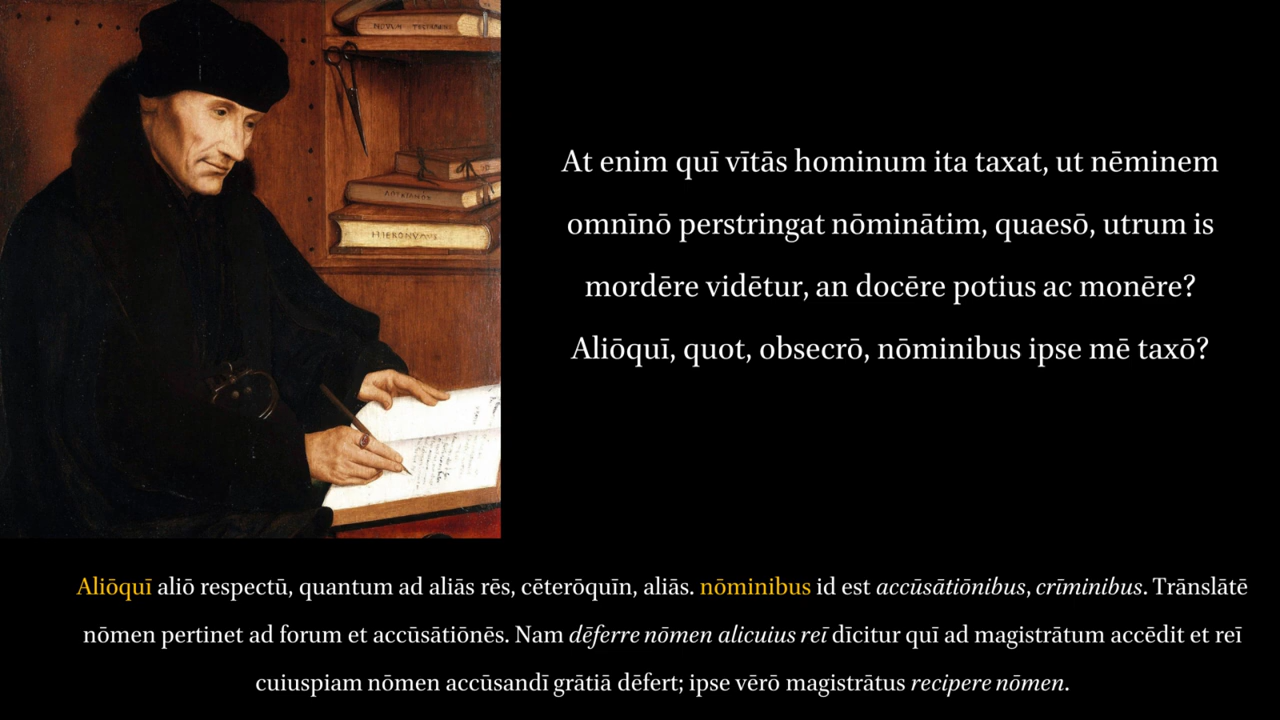 NOVUM TESTAMEN
HIERONYMVS
At enim quī vītās hominum ita taxat, ut nēminem
omnīnō perstringat nōminātim, quaesō, utrum is
mordēre vidētur, an docēre potius ac monēre?
Aliōquī, quot, obsecrō, nōminibus ipse mē taxō?
Aliōquī aliō respectū, quantum ad aliās rēs, cēterōquīn, aliās. nōminibus id est accūsātiōnibus, crīminibus. Trānslātē
nōmen pertinet ad forum et accūsātiōnēs. Nam dēferre nōmen alicuius reī dīcitur quī ad magistrātum accēdit et reī
cuiuspiam nōmen accūsandī grātiā dēfert; ipse vērō magistrātus recipere nōmen.